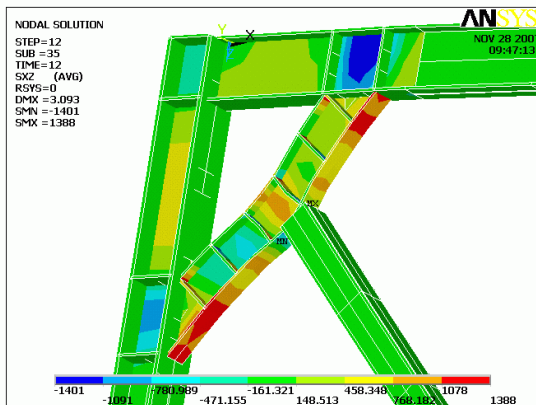 NODAL SOLUTION
STEP=12
SUB =35
TIME=12
SXZ (AVG)
RSYS=0
DMX =3.093
SMN =-1401
SMX =1388
ANSYS
NOV 28 2007
09:47:13
Y
X
Z
MX
MN
-1401 -780.989 -161.321 458.348 1078
-1091 -471.155 148.513 768.182 1388